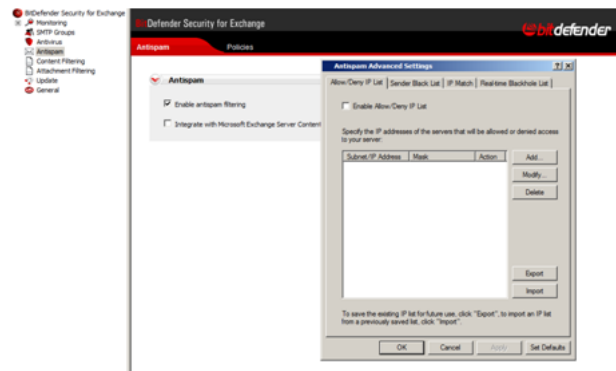 BitDefender Security for Exchange
Monitoring
SMTP Groups
Antivirus
Antispam
Content Filtering
Attachment Filtering
Update
General
BitDefender Security for Exchange
bitdefender
Antispam
Policies
Antispam
Enable antispam filtering
Integrate with Microsoft Exchange Server Content
Antispam Advanced Settings
Allow/Deny IP List
Sender Black List
IP Match
Real-time Blackhole List
Enable Allow/Deny IP List
Specify the IP addresses of the servers that will be allowed or denied access
to your server:
Subnet/IP Address
Mask
Action
Add...
Modify...
Delete
Export
Import
To save the existing IP list for future use, click "Export", to import an IP list
from a previously saved list, click "Import".
OK
Cancel
Apply
Set Defaults